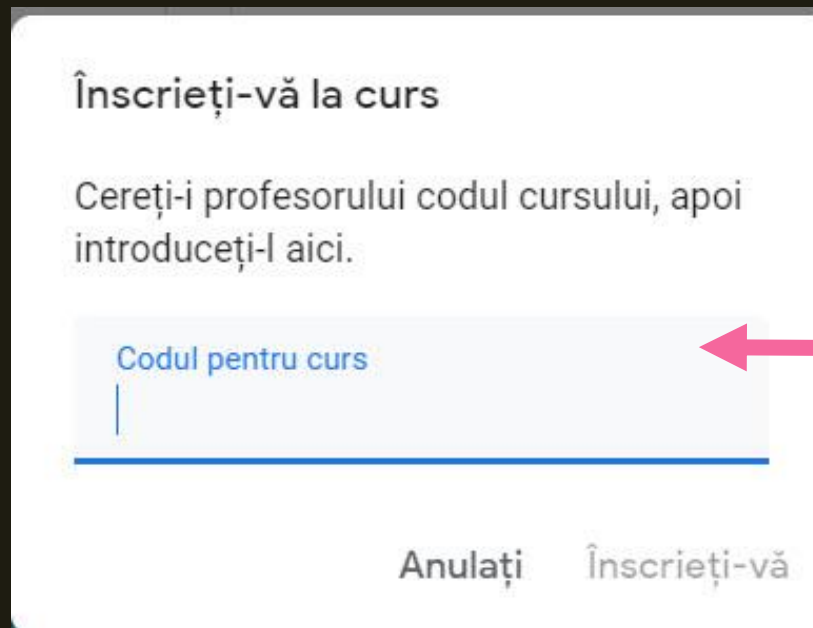 Înscrieți-vă la curs
Cereți-i profesorului codul cursului, apoi
introduceți-l aici.
Codul pentru curs
Anulați Înscrieți-vă